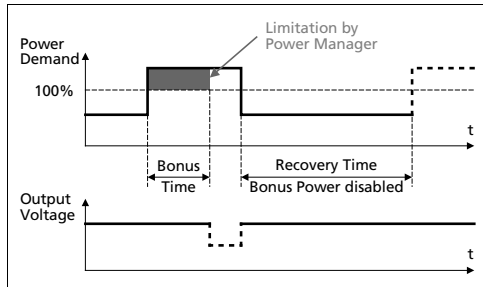 Power
Demand
Limitation by
Power Manager
100%
t
Bonus
Time
Recovery Time
Bonus Power disabled
Output
Voltage
t